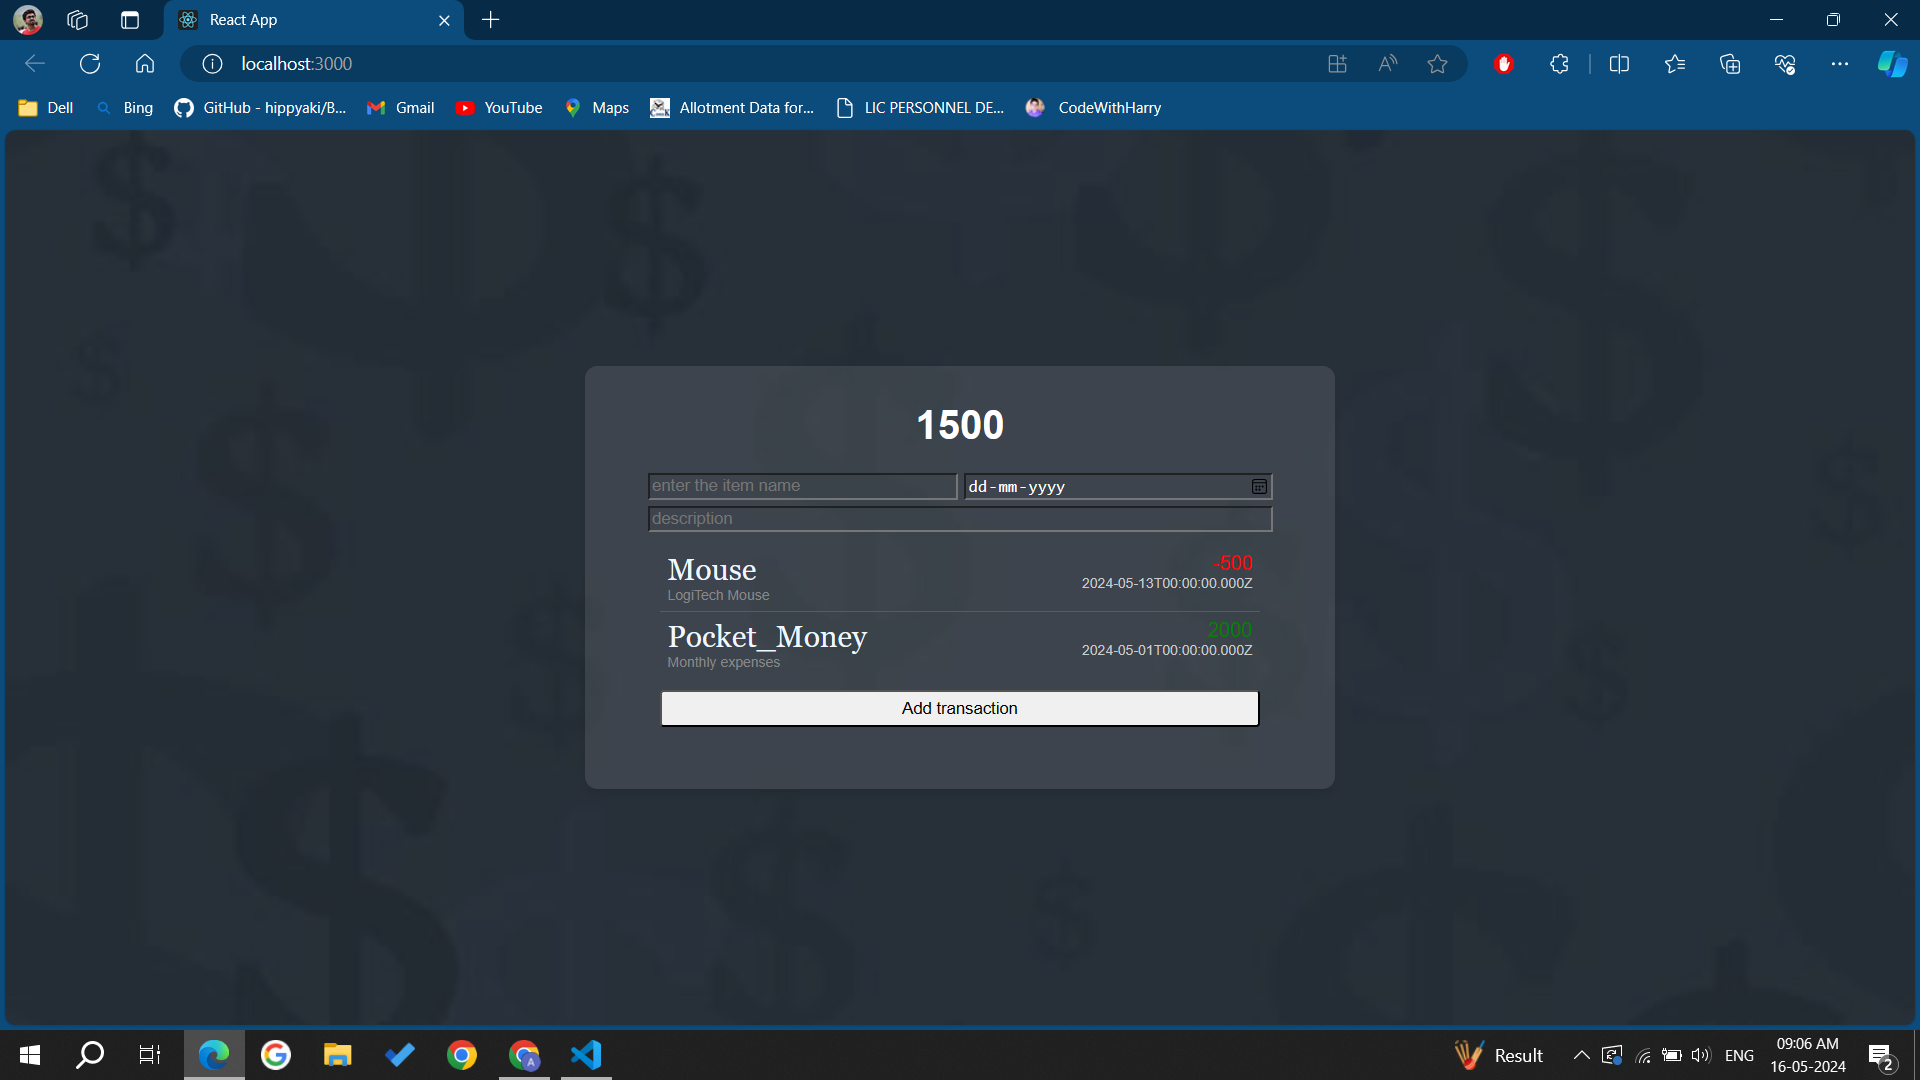 React App
localhost:3000
Dell
Bing
GitHub - hippyaki/B...
Gmail
YouTube
Maps
Allotment Data for...
LIC PERSONNEL DE...
CodeWithHarry
1500
enter the item name
dd-mm-yyyy
description
Mouse
-500
LogiTech Mouse
2024-05-13T00:00:00.000Z
Pocket_Money
2000
Monthly expenses
2024-05-01T00:00:00.000Z
Add transaction
Result
ENG
09:06 AM
16-05-2024
2